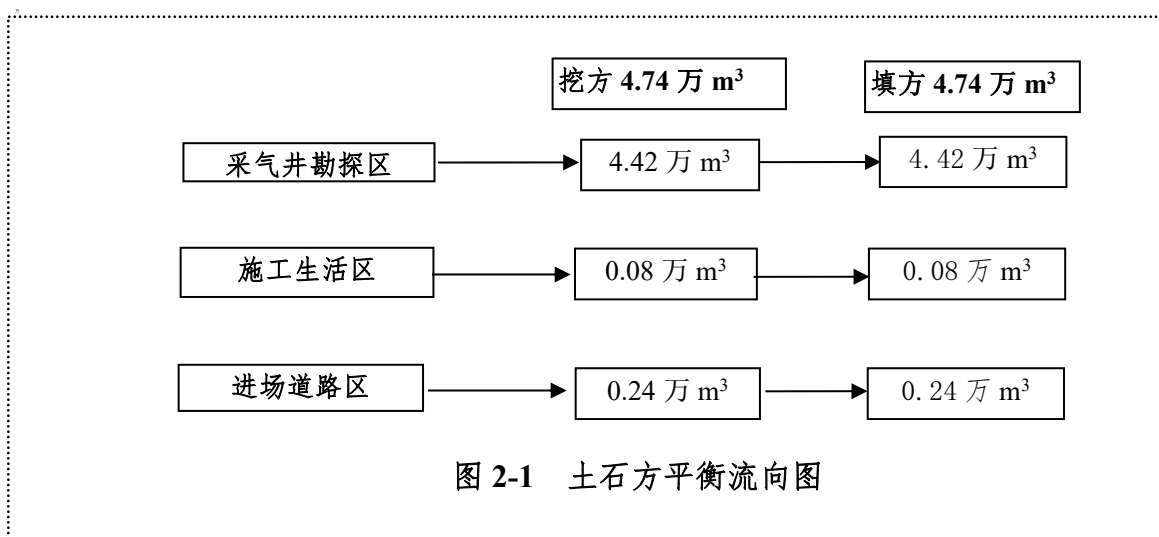 挖方 4.74 万 m³ 填方 4.74 万 m³
采气井勘探区 4.42 万 m³ 4.42 万 m³
施工生活区 0.08 万 m³ 0.08 万 m³
进场道路区 0.24 万 m³ 0.24 万 m³
图 2-1 土石方平衡流向图